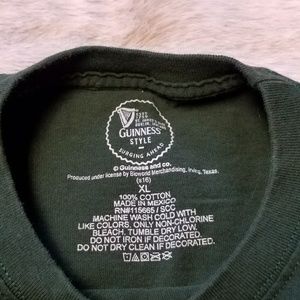 GUINNESS
STYLE
SURGING AHEAD
© Guinness and co.
Produced under license by Bioworld Merchandising, Irving, Texas.
(s16)
XL
100% COTTON
MADE IN MEXICO
RN#115665 / SCC
MACHINE WASH COLD WITH
LIKE COLORS, ONLY NON-CHLORINE
BLEACH, TUMBLE DRY LOW,
DO NOT IRON IF DECORATED.
DO NOT DRY CLEAN IF DECORATED.